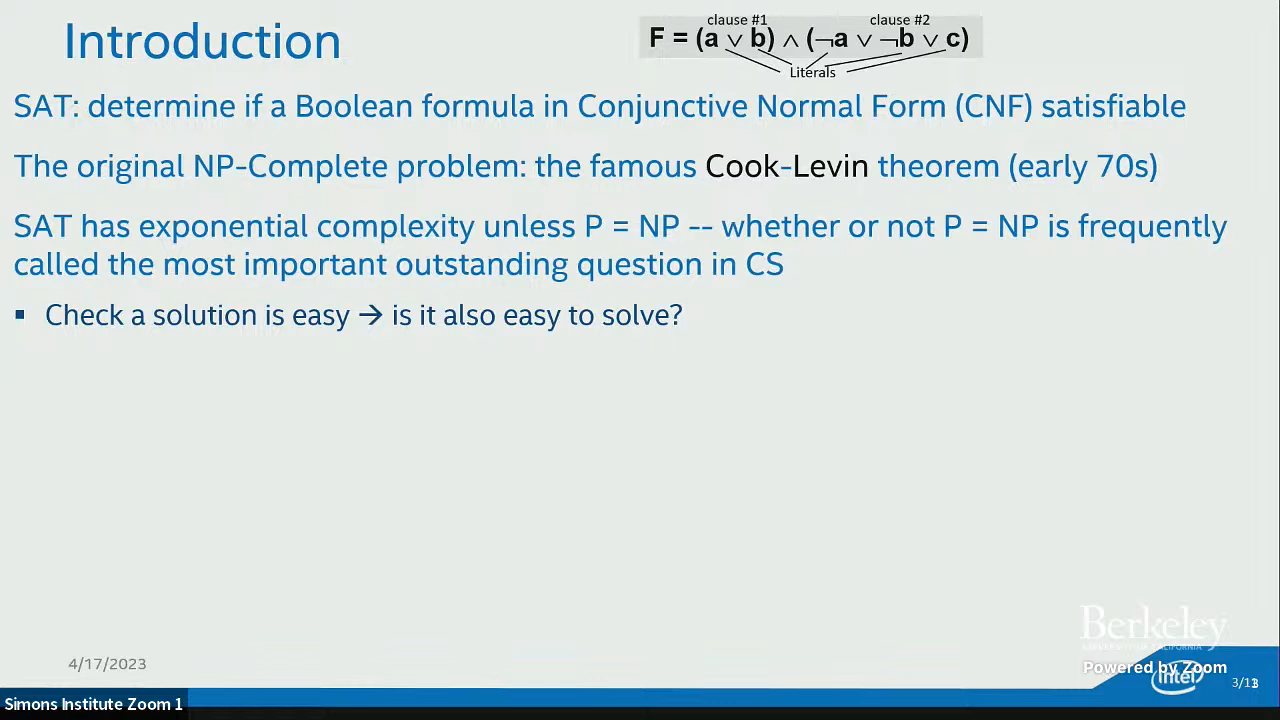 Introduction
clause #1 clause #2
F = (a ∨ b) ∧ (¬a ∨ ¬b ∨ c)
Literals
SAT: determine if a Boolean formula in Conjunctive Normal Form (CNF) satisfiable
The original NP-Complete problem: the famous Cook-Levin theorem (early 70s)
SAT has exponential complexity unless P = NP -- whether or not P = NP is frequently
called the most important outstanding question in CS
▪ Check a solution is easy → is it also easy to solve?
Berkeley
UNIVERSITY OF CALIFORNIA
4/17/2023
Powered by Zoom
intel
Simons Institute Zoom 1